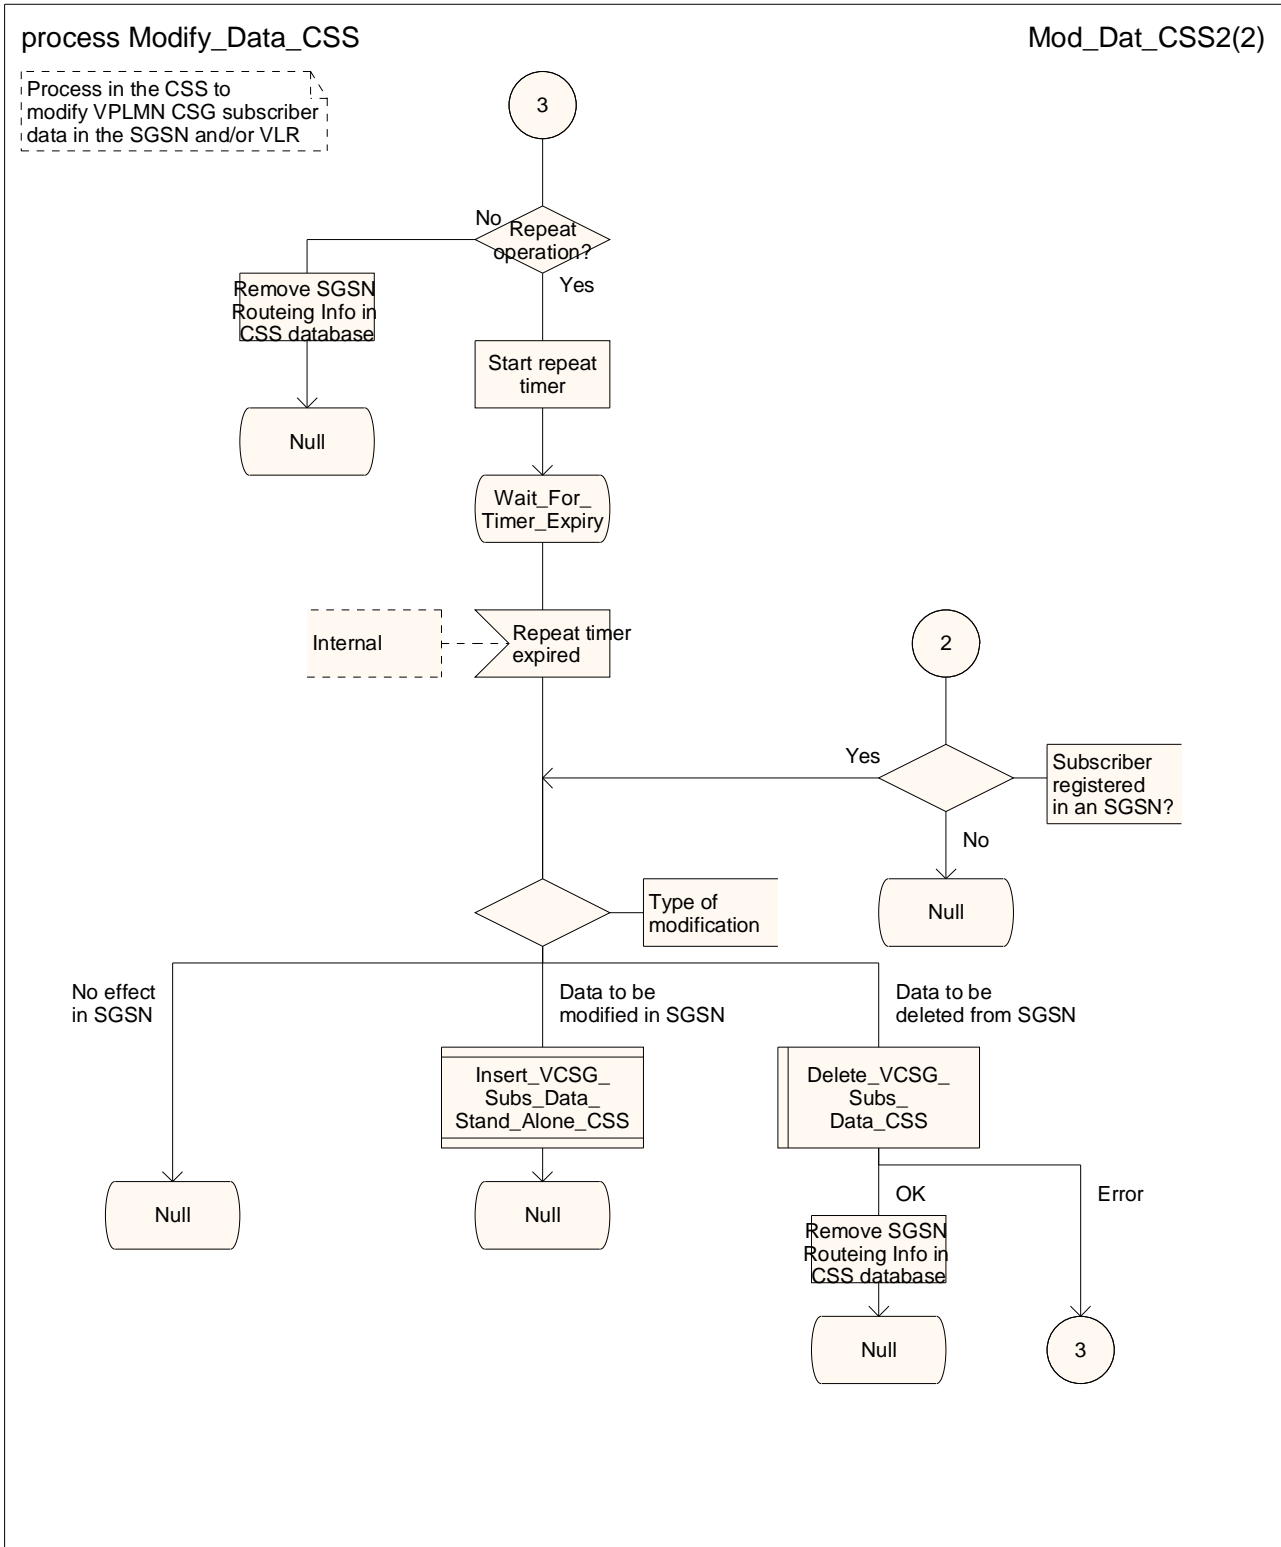 process Modify_Data_CSS
Mod_Dat_CSS2(2)
Process in the CSS to
modify VPLMN CSG subscriber
data in the SGSN and/or VLR
3
No
Repeat
operation?
Yes
Remove SGSN
Routeing Info in
CSS database
Start repeat
timer
Null
Wait_For_
Timer_Expiry
Internal
Repeat timer
expired
2
Yes
Subscriber
registered
in an SGSN?
No
Type of
modification
Null
No effect
in SGSN
Data to be
modified in SGSN
Data to be
deleted from SGSN
Insert_VCSG_
Subs_Data_
Stand_Alone_CSS
Delete_VCSG_
Subs_
Data_CSS
Null
Null
OK
Error
Remove SGSN
Routeing Info in
CSS database
Null
3